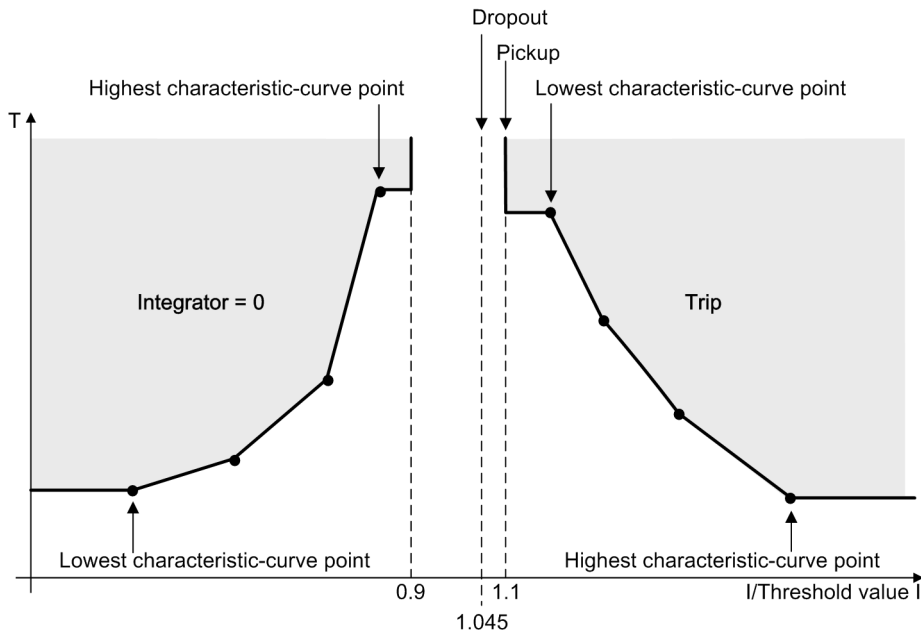 Dropout
Pickup
Highest characteristic-curve point
Lowest characteristic-curve point
T
Integrator = 0
Trip
Lowest characteristic-curve point
Highest characteristic-curve point
0.9
1.1
I/Threshold value I
1.045